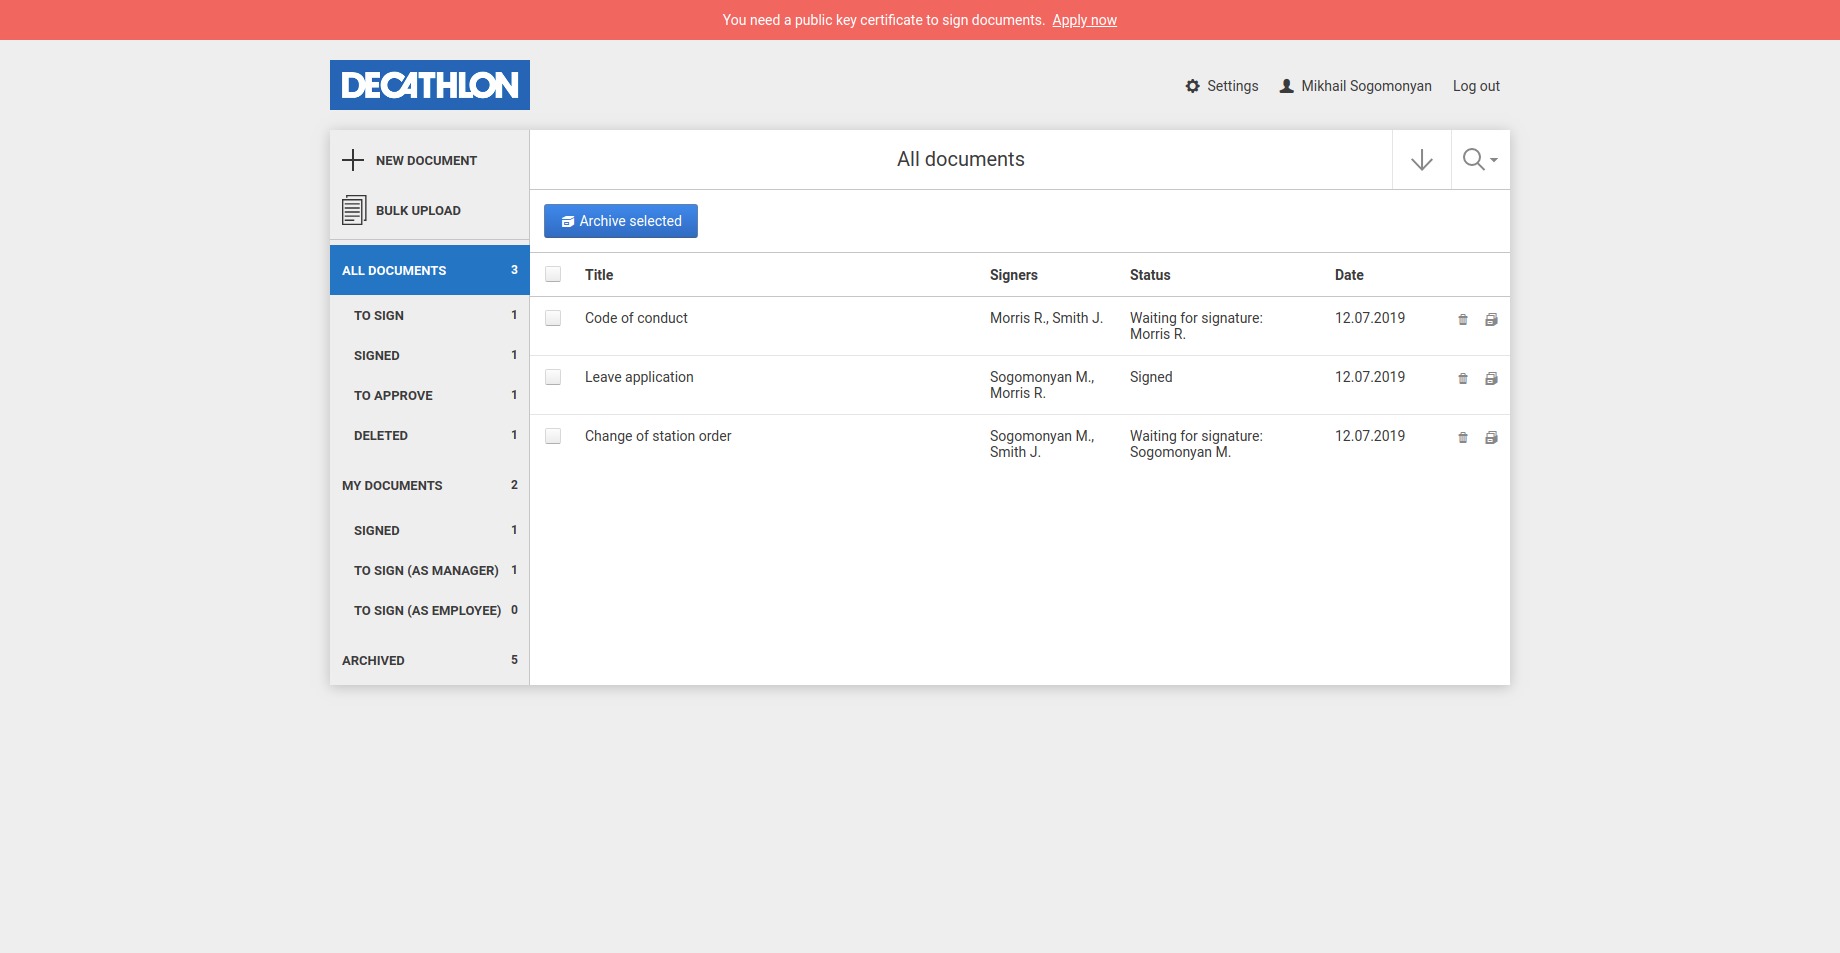 You need a public key certificate to sign documents. Apply now
DECATHLON
Settings
Mikhail Sogomonyan
Log out
NEW DOCUMENT
BULK UPLOAD
ALL DOCUMENTS 3
TO SIGN 1
SIGNED 1
TO APPROVE 1
DELETED 1
MY DOCUMENTS 2
SIGNED 1
TO SIGN (AS MANAGER) 1
TO SIGN (AS EMPLOYEE) 0
ARCHIVED 5
All documents
Archive selected
Title Signers Status Date
Code of conduct Morris R., Smith J. Waiting for signature: 12.07.2019
Morris R.
Leave application Sogomonyan M., Signed 12.07.2019
Morris R.
Change of station order Sogomonyan M., Waiting for signature: 12.07.2019
Smith J. Sogomonyan M.